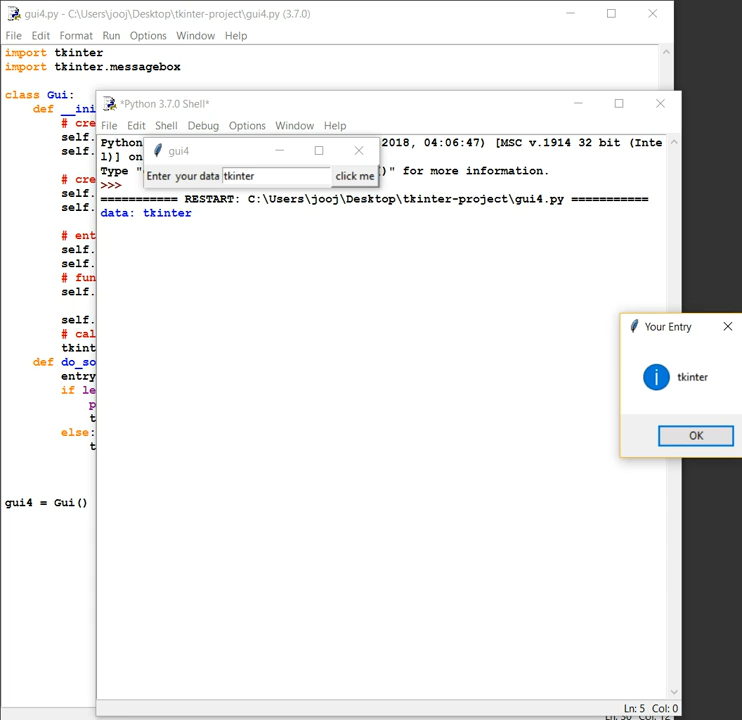 gui4.py - C:\Users\jooj\Desktop\tkinter-project\gui4.py (3.7.0)
File Edit Format Run Options Window Help
import tkinter
import tkinter.messagebox
class Gui:
def __ini
# cre
self.
self.
# cre
self.
self.
# ent
self.
self.
# fun
self.
self.
# cal
tkint
def do_so
entry
if le
p
t
else:
t
gui4 = Gui()
*Python 3.7.0 Shell*
File Edit Shell Debug Options Window Help
Python 2018, 04:06:47) [MSC v.1914 32 bit (Inte
l)] on
Type " )" for more information.
>>>
=========== RESTART: C:\Users\jooj\Desktop\tkinter-project\gui4.py ===========
data: tkinter
gui4
Enter your data tkinter click me
Your Entry
tkinter
OK
Ln: 5 Col: 0
Ln: 30 Col: 12